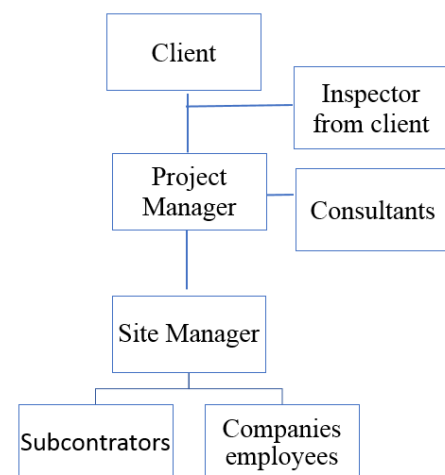 Client
Inspector
from client
Project
Manager
Consultants
Site Manager
Subcontrators
Companies
employees